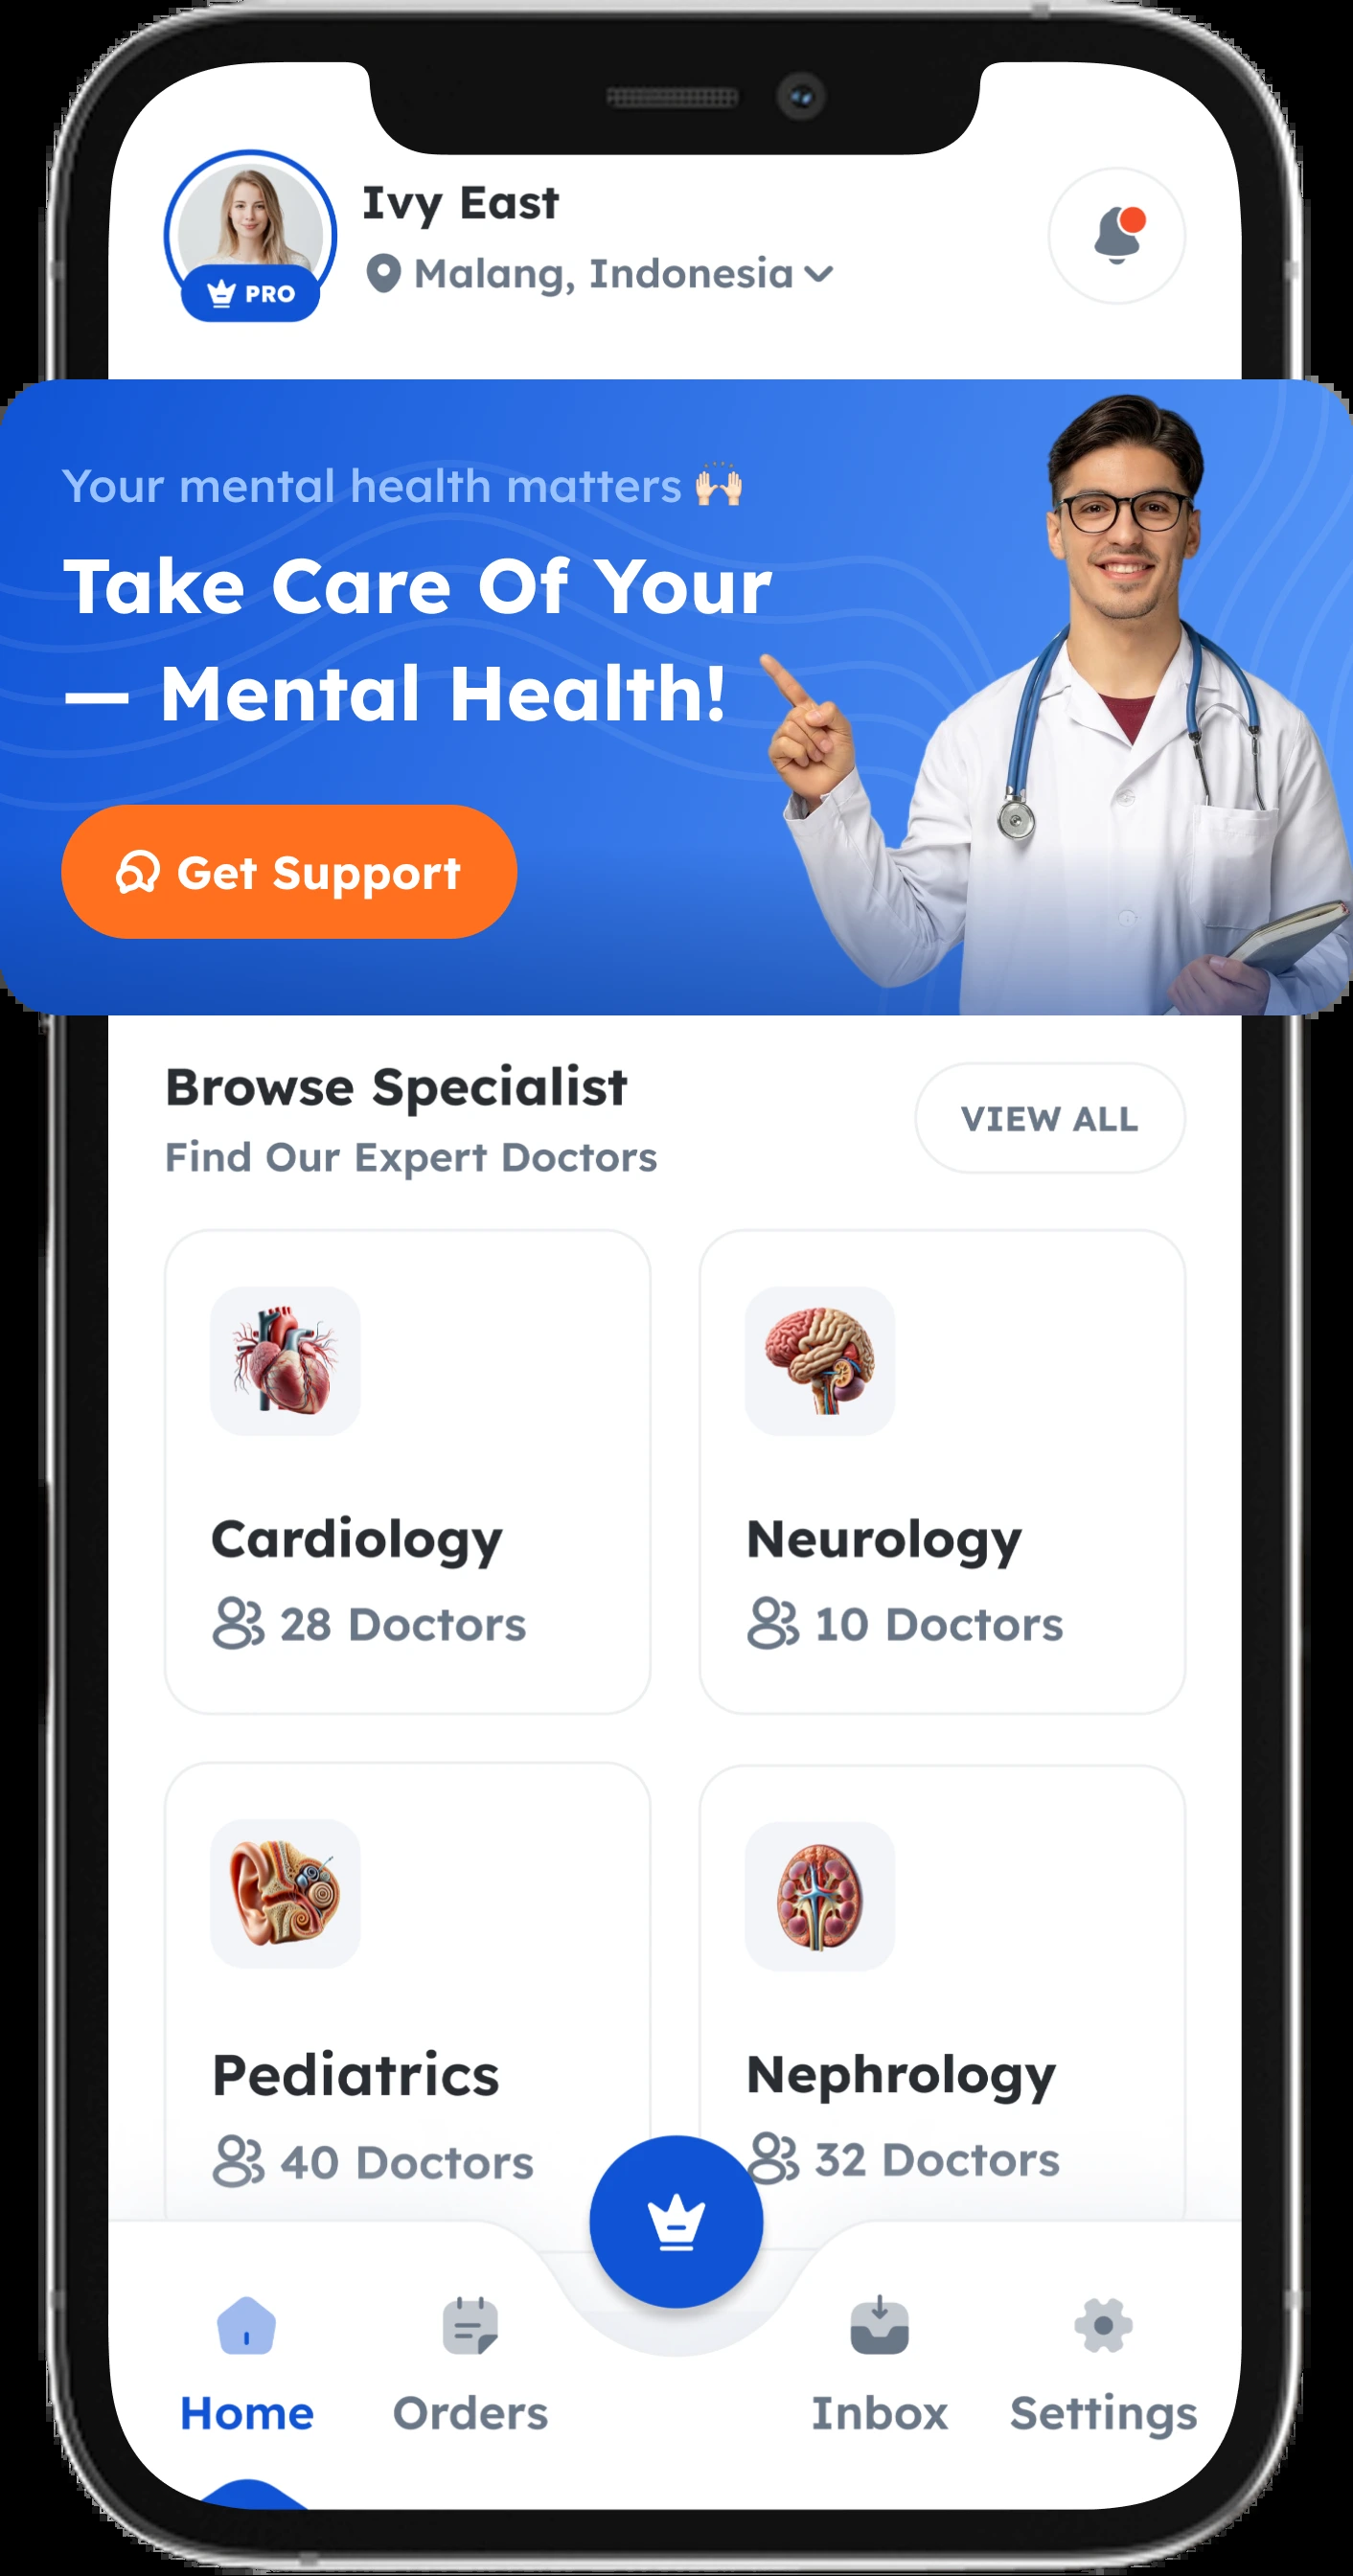 Ivy East
Malang, Indonesia
PRO
Your mental health matters 🙌🏻
Take Care Of Your
— Mental Health!
Get Support
Browse Specialist
Find Our Expert Doctors
VIEW ALL
Cardiology
28 Doctors
Neurology
10 Doctors
Pediatrics
40 Doctors
Nephrology
32 Doctors
Home
Orders
Inbox
Settings